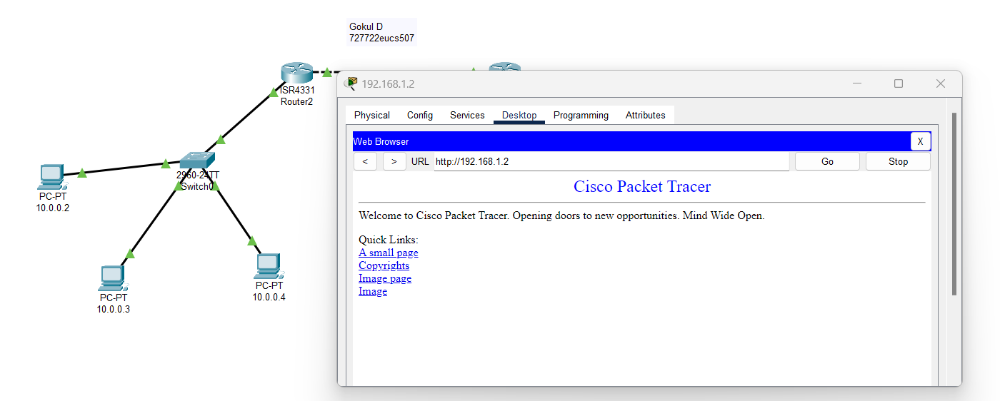 Gokul D
727722eucs507
ISR4331
Router2
2960-24TT
Switch0
PC-PT
10.0.0.2
PC-PT
10.0.0.3
PC-PT
10.0.0.4
192.168.1.2
Physical Config Services Desktop Programming Attributes
Web Browser X
< > URL http://192.168.1.2 Go Stop
Cisco Packet Tracer
Welcome to Cisco Packet Tracer. Opening doors to new opportunities. Mind Wide Open.
Quick Links:
A small page
Copyrights
Image page
Image